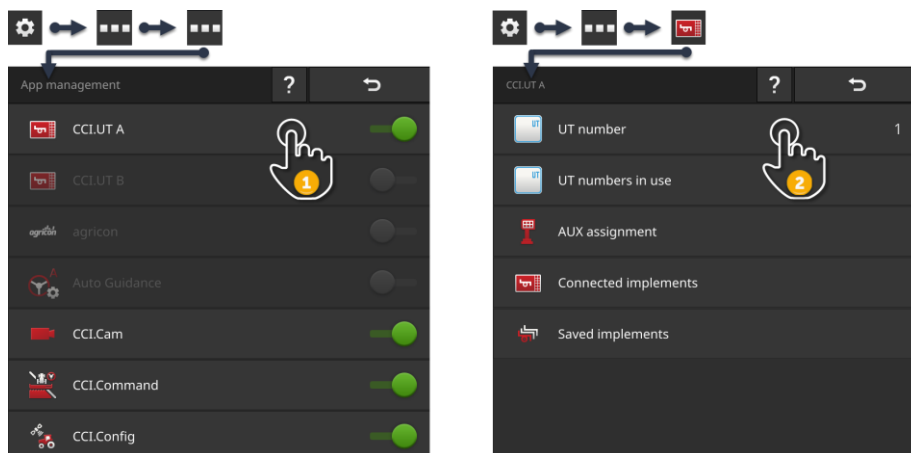 App management
?
CCI.UT A
1
CCI.UT B
agricon
agricon
Auto Guidance
CCI.Cam
CCI.Command
CCI.Config
CCI.UT A
?
UT
UT number
2
1
UT
UT numbers in use
AUX assignment
Connected implements
Saved implements